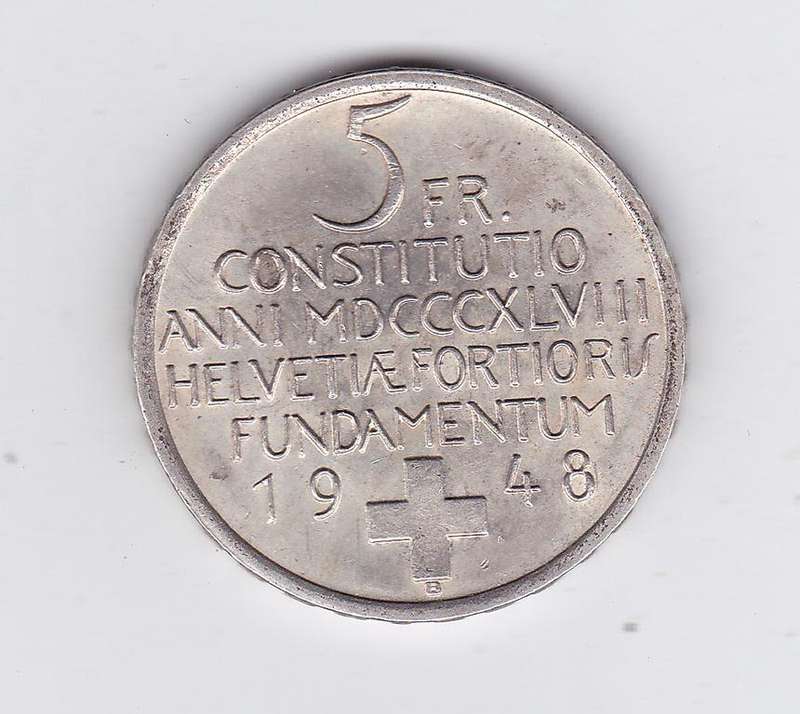 5 FR.
CONSTITUTIO
ANNI MDCCCXLVIII
HELVETIÆ FORTIORIS
FUNDAMENTUM
1948
B